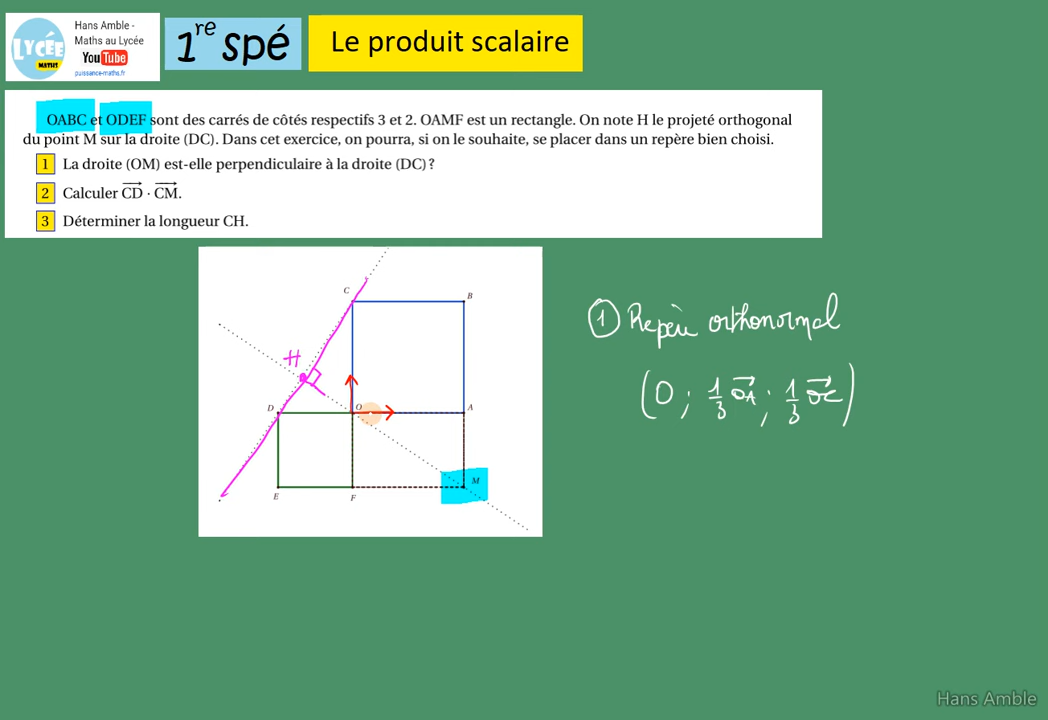 Hans Amble -
Maths au Lycée
YouTube
puissance-maths.fr
LYCÉE
MATHS
1re spé
Le produit scalaire
OABC et ODEF sont des carrés de côtés respectifs 3 et 2. OAMF est un rectangle. On note H le projeté orthogonal
du point M sur la droite (DC). Dans cet exercice, on pourra, si on le souhaite, se placer dans un repère bien choisi.
1 La droite (OM) est-elle perpendiculaire à la droite (DC) ?
2 Calculer \overrightarrow{CD} · \overrightarrow{CM}.
3 Déterminer la longueur CH.
C B
H
D O A
M
E F
① Repère orthonormal
(O ; 1/3 \overrightarrow{OA} ; 1/3 \overrightarrow{OC})
Hans Amble